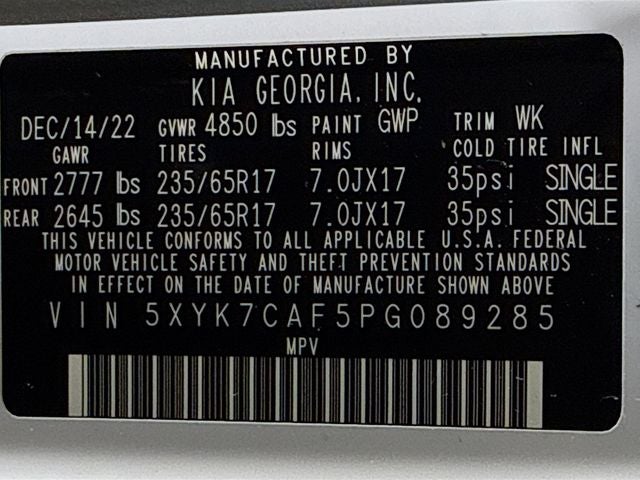 MANUFACTURED BY
KIA GEORGIA, INC.
DEC/14/22 GVWR 4850 lbs PAINT GWP TRIM WK
GAWR TIRES RIMS COLD TIRE INFL
FRONT 2777 lbs 235/65R17 7.0JX17 35psi SINGLE
REAR 2645 lbs 235/65R17 7.0JX17 35psi SINGLE
THIS VEHICLE CONFORMS TO ALL APPLICABLE U.S.A. FEDERAL
MOTOR VEHICLE SAFETY AND THEFT PREVENTION STANDARDS
IN EFFECT ON THE DATE OF MANUFACTURE SHOWN ABOVE
VIN 5XYK7CAF5PG089285
MPV